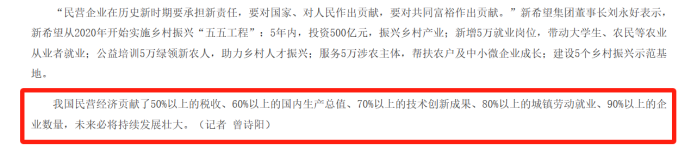 “民营企业在历史新时期要承担新责任，要对国家、对人民作出贡献，要对共同富裕作出贡献。”新希望集团董事长刘永好表示，
新希望从2020年开始实施乡村振兴“五五工程”：5年内，投资500亿元，振兴乡村产业；新增5万就业岗位，带动大学生、农民等农业
从业者就业；公益培训5万绿领新农人，助力乡村人才振兴；服务5万涉农主体，帮扶农户及中小微企业成长；建设5个乡村振兴示范基
地。
我国民营经济贡献了50%以上的税收、60%以上的国内生产总值、70%以上的技术创新成果、80%以上的城镇劳动就业、90%以上的企
业数量，未来必将持续发展壮大。（记者 曾诗阳）